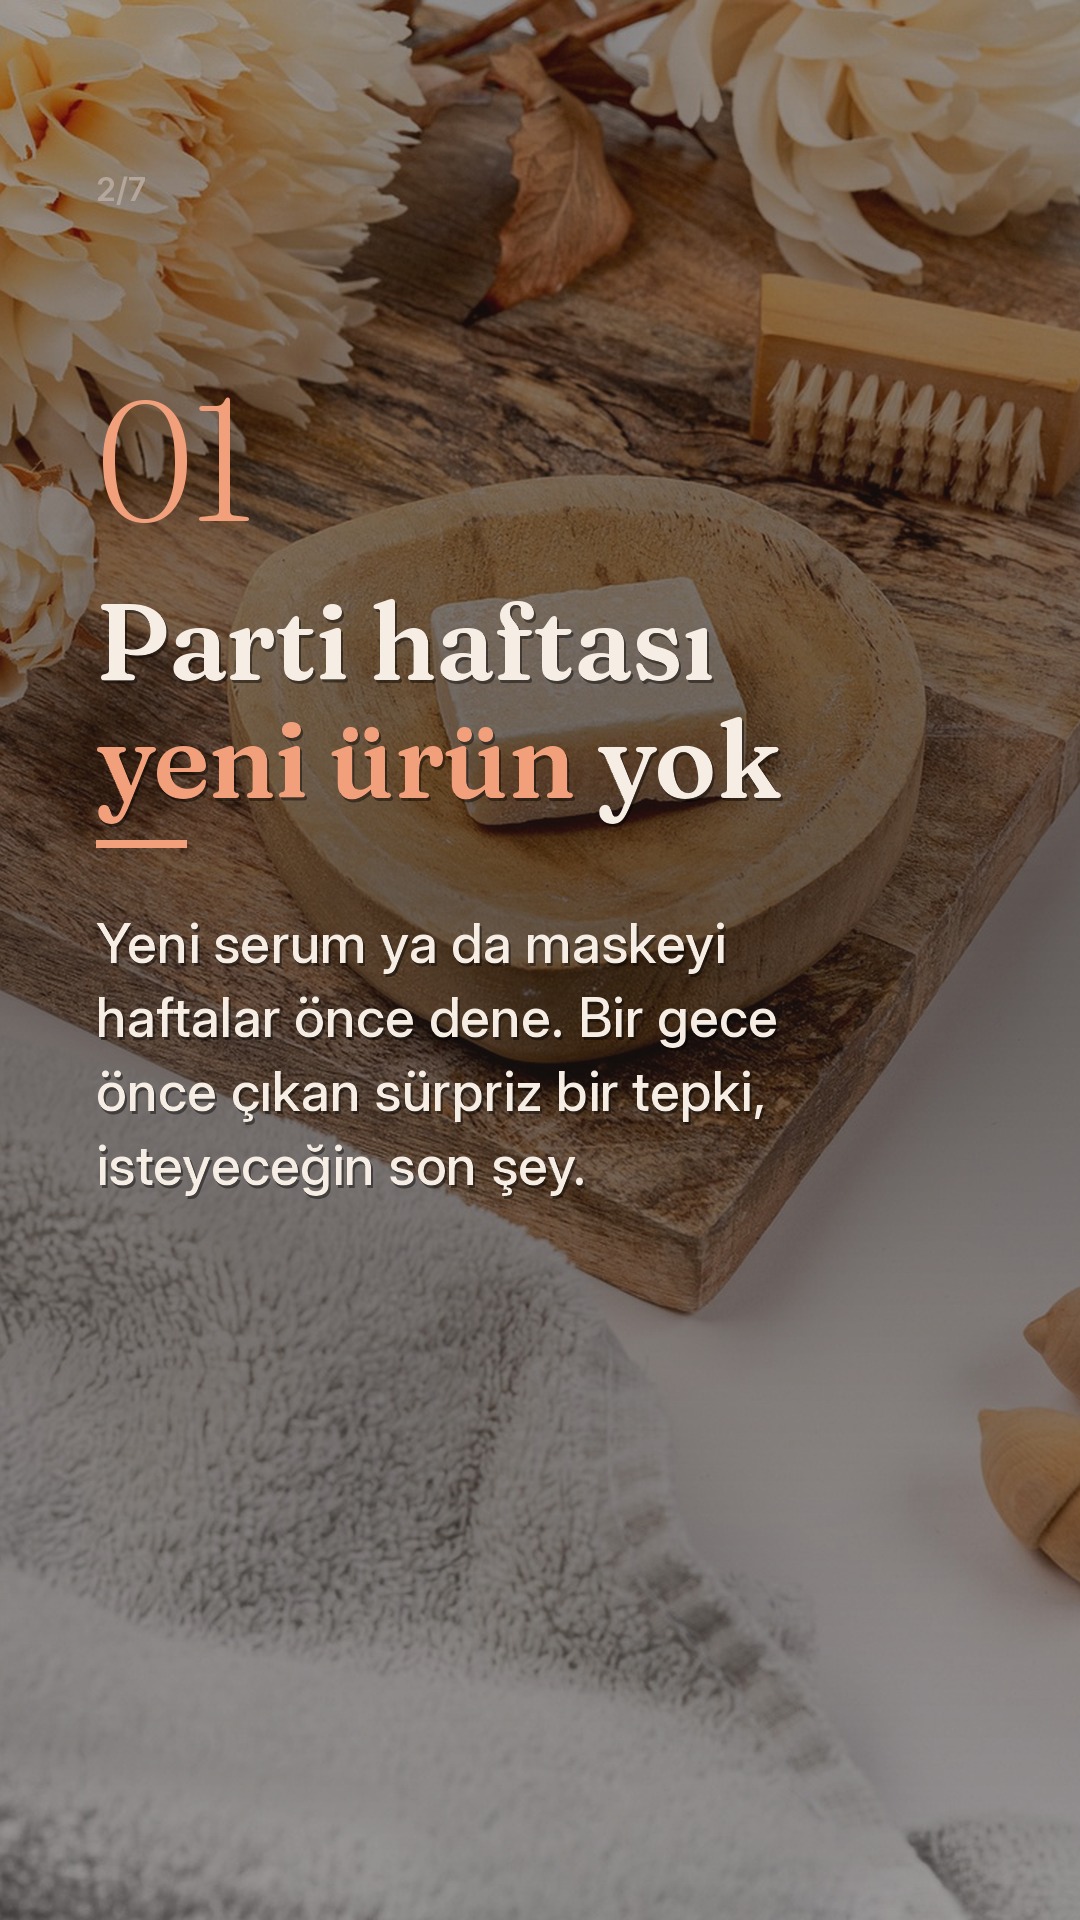 2/7
01
Parti haftası
yeni ürün yok
Yeni serum ya da maskeyi
haftalar önce dene. Bir gece
önce çıkan sürpriz bir tepki,
isteyeceğin son şey.